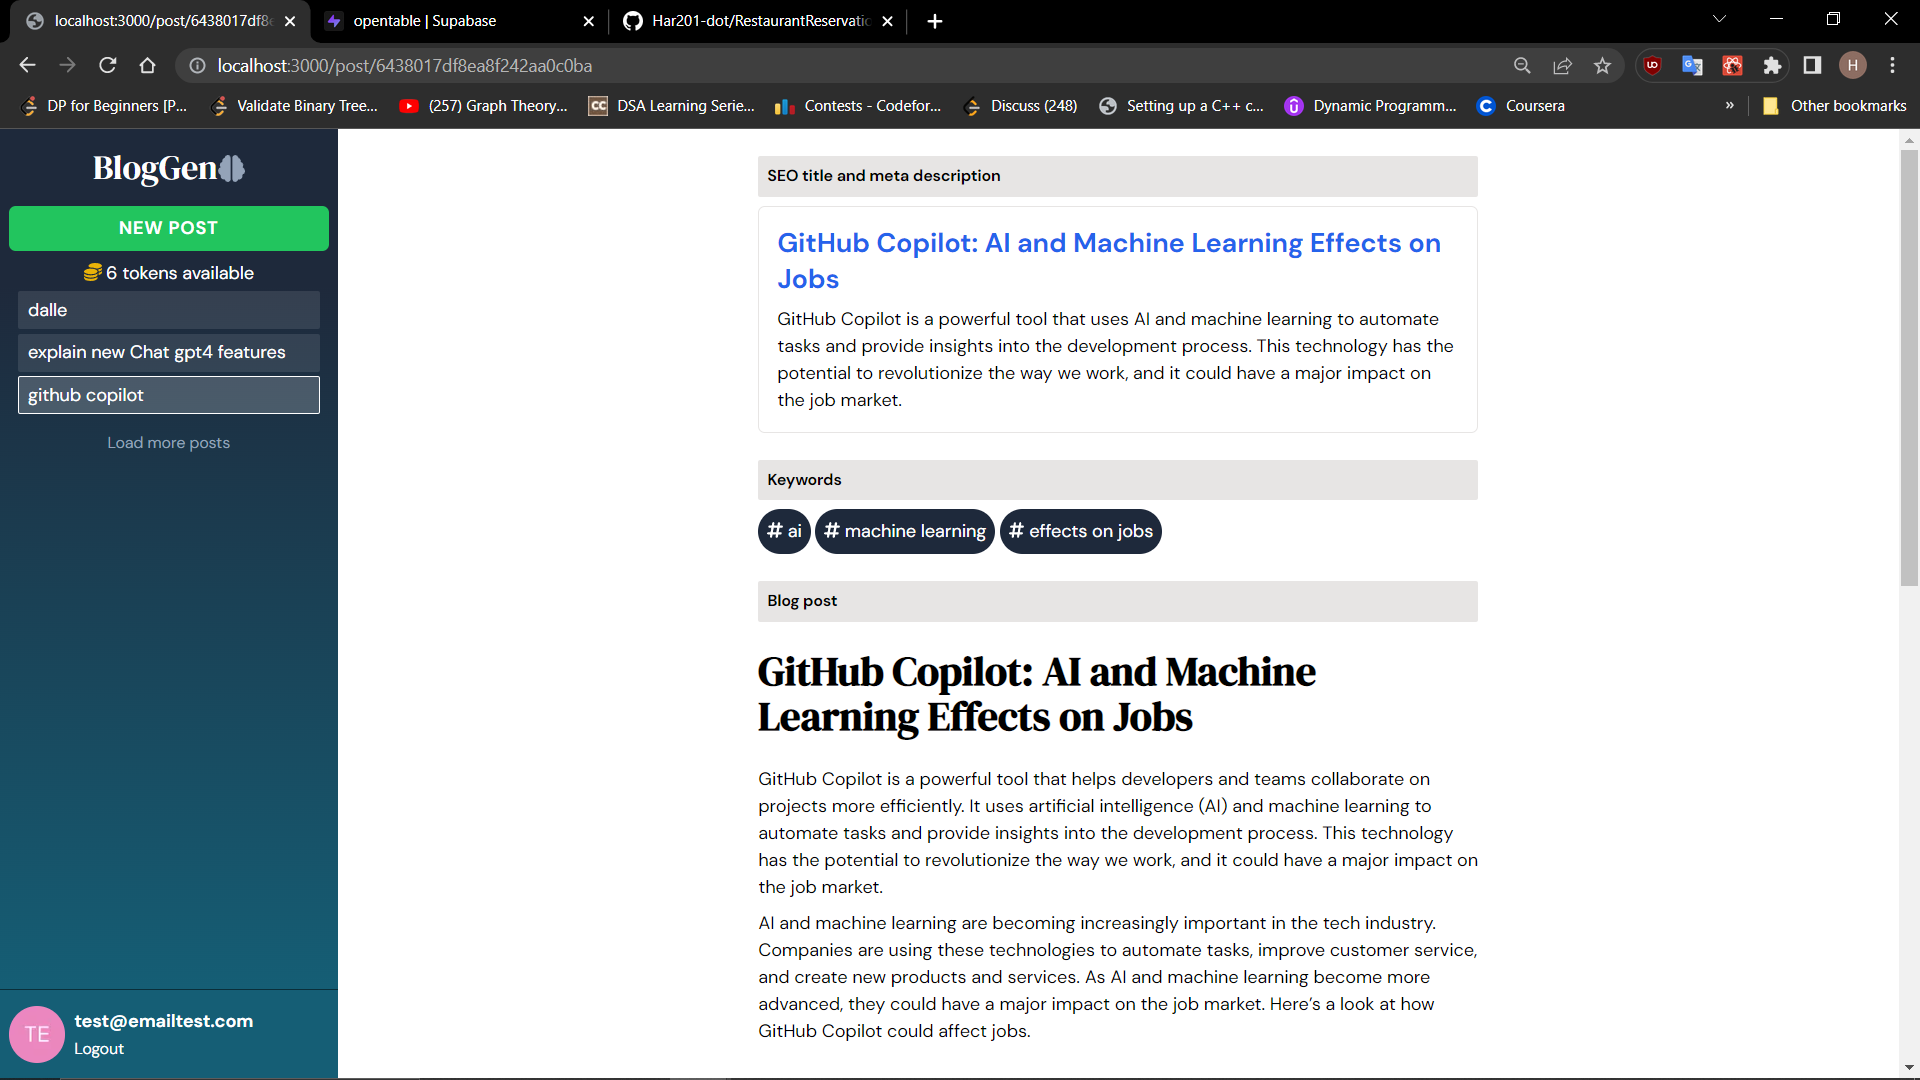 localhost:3000/post/6438017df8e
opentable | Supabase
Har201-dot/RestaurantReservatio
localhost:3000/post/6438017df8ea8f242aa0c0ba
H
DP for Beginners [P...
Validate Binary Tree...
(257) Graph Theory...
CC
DSA Learning Serie...
Contests - Codefor...
Discuss (248)
Setting up a C++ c...
Dynamic Programm...
Coursera
»
Other bookmarks
BlogGen
NEW POST
6 tokens available
dalle
explain new Chat gpt4 features
github copilot
Load more posts
TE
test@emailtest.com
Logout
SEO title and meta description
GitHub Copilot: AI and Machine Learning Effects on
Jobs
GitHub Copilot is a powerful tool that uses AI and machine learning to automate
tasks and provide insights into the development process. This technology has the
potential to revolutionize the way we work, and it could have a major impact on
the job market.
Keywords
# ai # machine learning # effects on jobs
Blog post
GitHub Copilot: AI and Machine
Learning Effects on Jobs
GitHub Copilot is a powerful tool that helps developers and teams collaborate on
projects more efficiently. It uses artificial intelligence (AI) and machine learning to
automate tasks and provide insights into the development process. This technology
has the potential to revolutionize the way we work, and it could have a major impact on
the job market.
AI and machine learning are becoming increasingly important in the tech industry.
Companies are using these technologies to automate tasks, improve customer service,
and create new products and services. As AI and machine learning become more
advanced, they could have a major impact on the job market. Here's a look at how
GitHub Copilot could affect jobs.